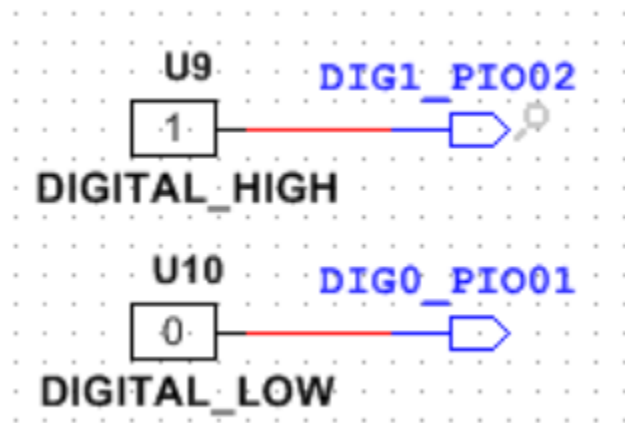 U9
DIG1_PIO02
1
DIGITAL_HIGH
U10
DIG0_PIO01
0
DIGITAL_LOW